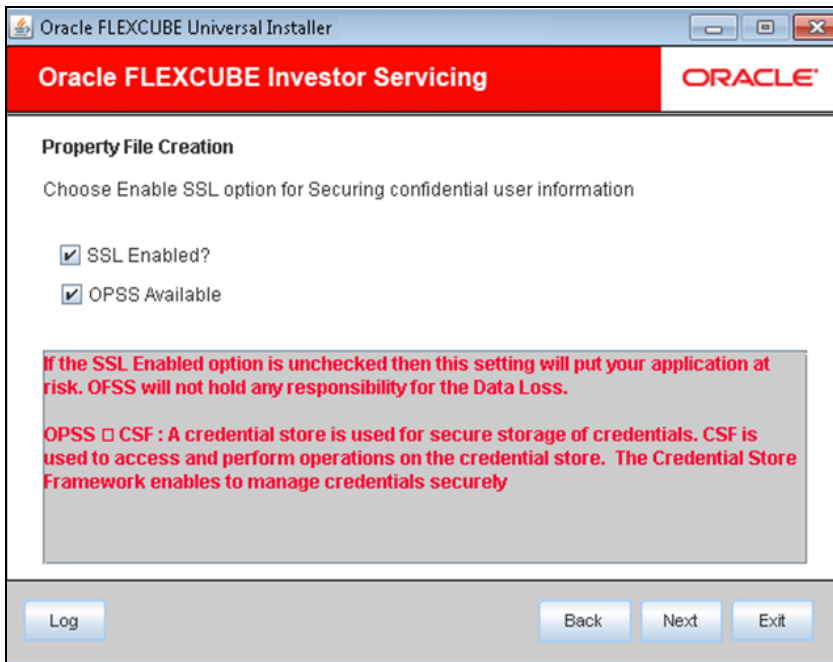 Oracle FLEXCUBE Universal Installer
Oracle FLEXCUBE Investor Servicing
ORACLE
Property File Creation
Choose Enable SSL option for Securing confidential user information
SSL Enabled?
OPSS Available
If the SSL Enabled option is unchecked then this setting will put your application at
risk. OFSS will not hold any responsibility for the Data Loss.
OPSS □ CSF : A credential store is used for secure storage of credentials. CSF is
used to access and perform operations on the credential store.  The Credential Store
Framework enables to manage credentials securely
Log
Back
Next
Exit